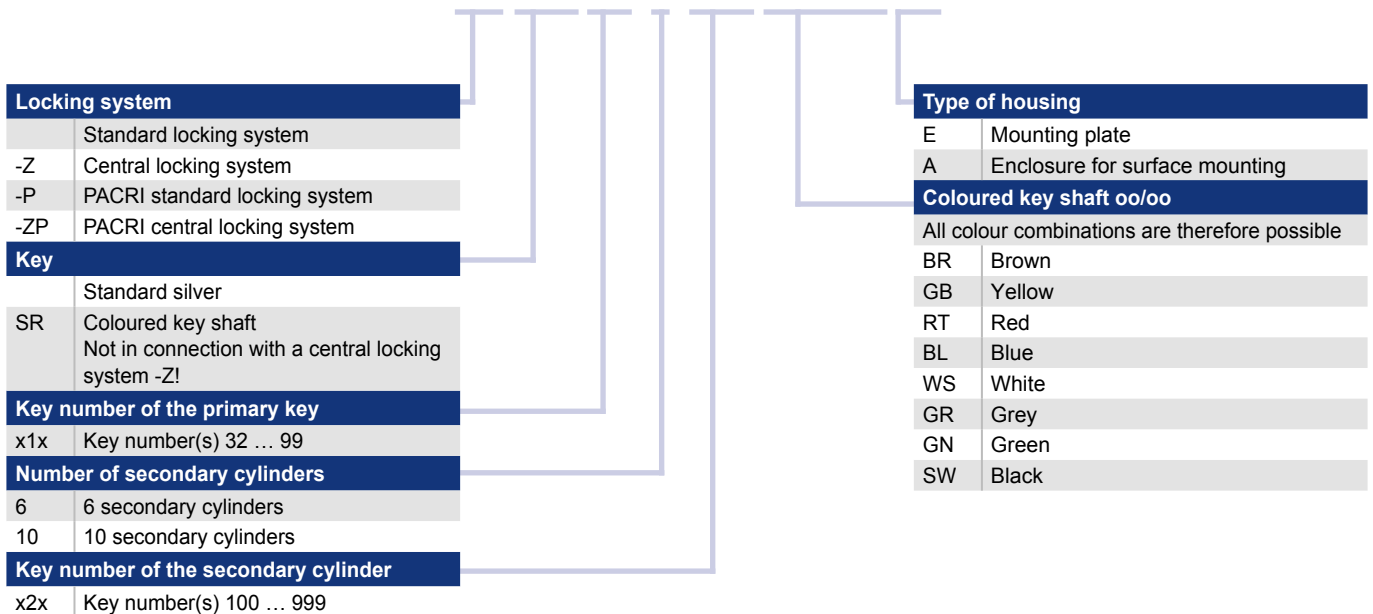 Locking system
Standard locking system
-Z Central locking system
-P PACRI standard locking system
-ZP PACRI central locking system
Key
Standard silver
SR Coloured key shaft
Not in connection with a central locking
system -Z!
Key number of the primary key
x1x Key number(s) 32 … 99
Number of secondary cylinders
6 6 secondary cylinders
10 10 secondary cylinders
Key number of the secondary cylinder
x2x Key number(s) 100 … 999
Type of housing
E Mounting plate
A Enclosure for surface mounting
Coloured key shaft oo/oo
All colour combinations are therefore possible
BR Brown
GB Yellow
RT Red
BL Blue
WS White
GR Grey
GN Green
SW Black